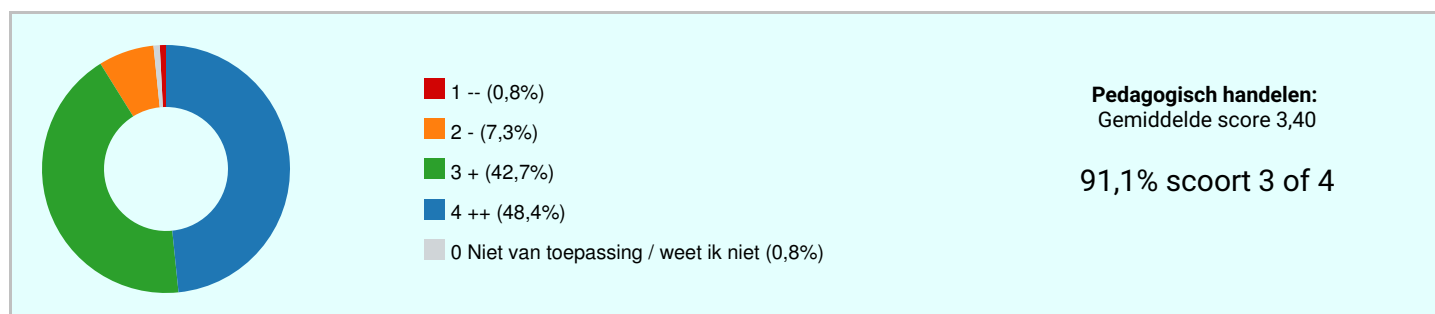 1 -- (0,8%)
2 - (7,3%)
3 + (42,7%)
4 ++ (48,4%)
0 Niet van toepassing / weet ik niet (0,8%)
Pedagogisch handelen:
Gemiddelde score 3,40
91,1% scoort 3 of 4